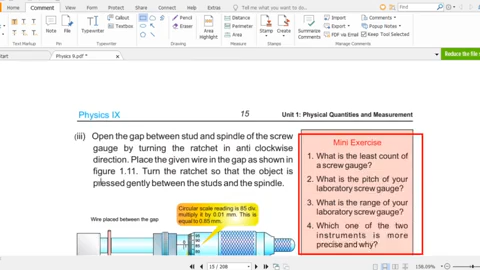 Home
Comment
View
Form
Protect
Share
Connect
Help
Extras
Tell me what you want to do
Typewriter
Callout
Textbox
Rectangle
Pencil
Eraser
Area Highlight
Distance
Perimeter
Area
Stamp
Create
Summarize Comments
Import
Export
Popup Comments
FDF via Email
Keep Tool Selected
Text Markup
Pin
Typewriter
Drawing
Measure
Stamps
Manage Comments
Physics 9.pdf *
Reduce the file s
Physics IX
15
Unit 1: Physical Quantities and Measurement
(iii) Open the gap between stud and spindle of the screw
gauge by turning the ratchet in anti clockwise
direction. Place the given wire in the gap as shown in
figure 1.11. Turn the ratchet so that the object is
pressed gently between the studs and the spindle.
Mini Exercise
1. What is the least count of
a screw gauge?
2. What is the pitch of your
laboratory screw gauge?
3. What is the range of your
laboratory screw gauge?
4. Which one of the two
instruments is more
precise and why?
Circular scale reading is 85 div.
multiply it by 0.01 mm. This is
equal to 0.85 mm.
Wire placed between the gap
15 / 208
158.09%